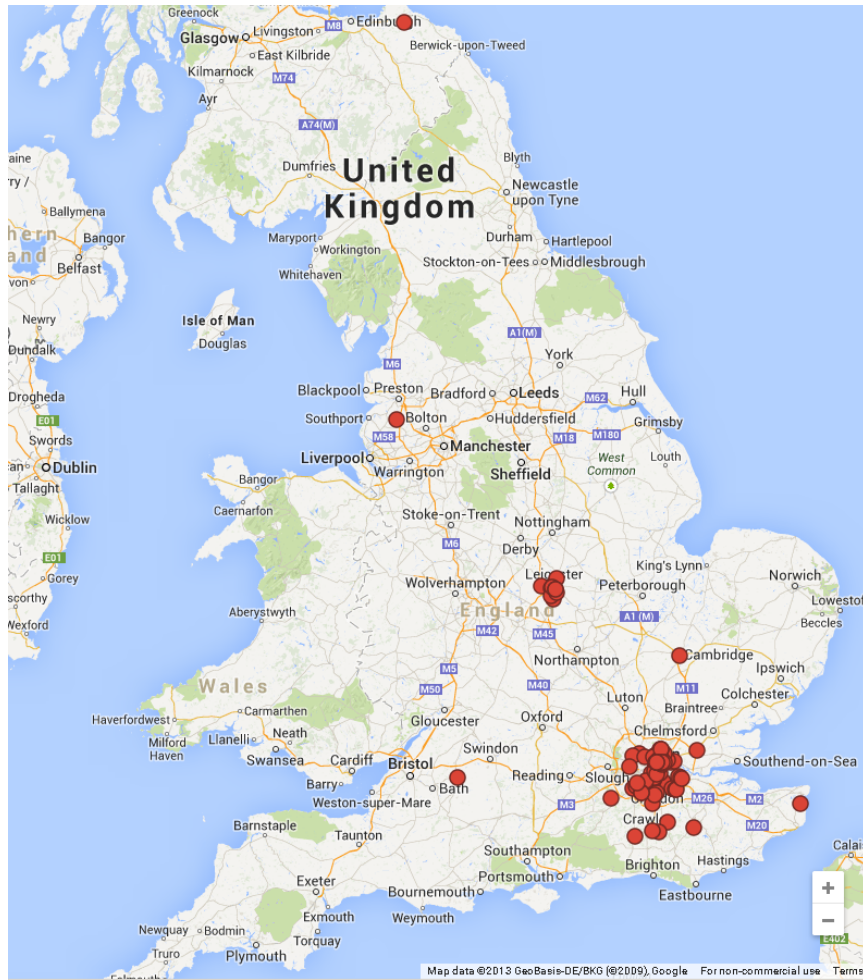 Greenock
Edinburgh
Livingston
M8
Glasgow
East Kilbride
Berwick-upon-Tweed
Kilmarnock
M74
Ayr
A74(M)
Blyth
Dumfries
United
Kingdom
Newcastle
upon Tyne
Ballymena
Bangor
Belfast
Maryport
Workington
Whitehaven
Durham
Hartlepool
Stockton-on-Tees
Middlesbrough
Newry
Isle of Man
Douglas
Dundalk
A1(M)
York
M6
Blackpool
Preston
Bradford
Leeds
M62
Hull
Drogheda
E01
Southport
Bolton
Huddersfield
Grimsby
M58
M18
M180
Swords
Manchester
Liverpool
Warrington
Sheffield
West
Common
Louth
Dublin
Tallaght
Bangor
Caernarfon
Wicklow
Stoke-on-Trent
Nottingham
M6
Derby
E01
Gorey
King's Lynn
Norwich
Wolverhampton
Peterborough
Lowestof
Beccles
England
Wexford
Aberystwyth
A1 (M)
M42
M45
Northampton
Cambridge
Ipswich
M5
Wales
M50
M40
M11
Luton
Braintree
Colchester
Haverfordwest
Carmarthen
Gloucester
Oxford
Chelmsford
Milford
Haven
Llanelli
Neath
Swansea
Cardiff
Swindon
Bristol
Reading
Slough
Southend-on-Sea
Barry
Bath
Weston-super-Mare
M3
M26
M2
M20
Barnstaple
Taunton
Southampton
Brighton
Hastings
Portsmouth
Eastbourne
Exeter
Bournemouth
Exmouth
Weymouth
Newquay
Bodmin
Torquay
Truro
Plymouth
Calai
E402
+
−
Map data ©2013 GeoBasis-DE/BKG (©2009), Google For non-commercial use Term